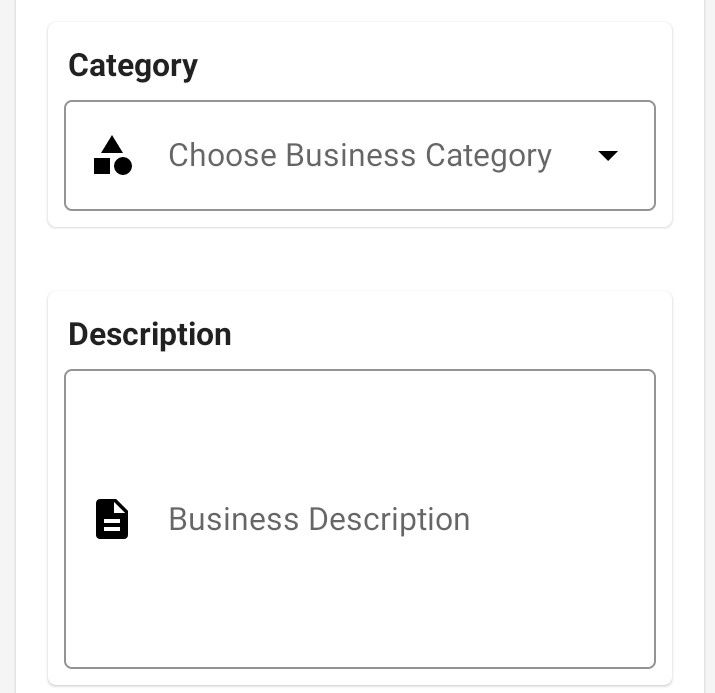 Category
Choose Business Category
Description
Business Description